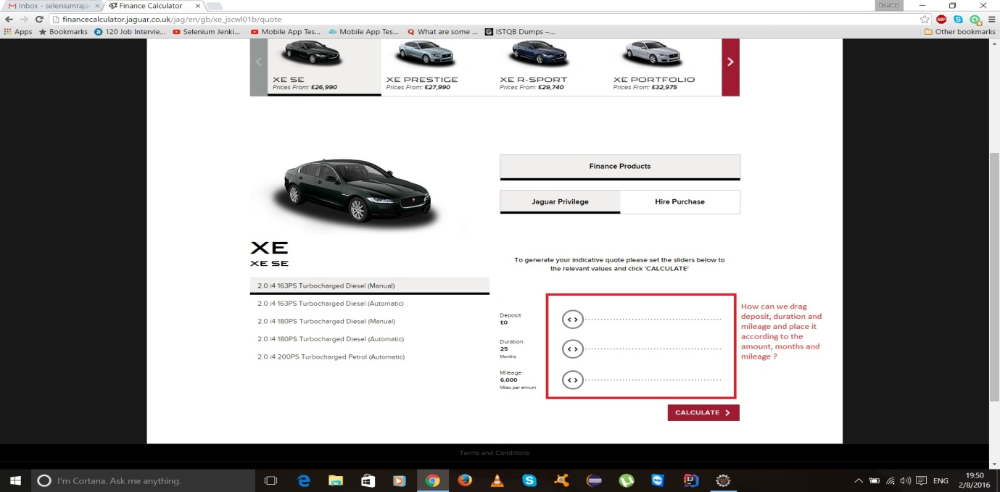 Inbox - seleniumraja
Finance Calculator
kumara
financecalculator.jaguar.co.uk/jag/en/gb/xe_jscwl01b/quote
ABP
Apps
Bookmarks
120 Job Intervie...
Selenium Jenki...
Mobile App Tes...
Mobile App Tes...
What are some ...
ISTQB Dumps –...
Other bookmarks
XE SE
Prices From: £26,990
XE PRESTIGE
Prices From: £27,990
XE R-SPORT
Prices From: £29,740
XE PORTFOLIO
Prices From: £32,975
Finance Products
Jaguar Privilege
Hire Purchase
XE
XE SE
To generate your indicative quote please set the sliders below to
the relevant values and click 'CALCULATE'
2.0 i4 163PS Turbocharged Diesel (Manual)
2.0 i4 163PS Turbocharged Diesel (Automatic)
2.0 i4 180PS Turbocharged Diesel (Manual)
2.0 i4 180PS Turbocharged Diesel (Automatic)
2.0 i4 200PS Turbocharged Petrol (Automatic)
Deposit
£0
Duration
25
Months
Mileage
6,000
Miles per annum
How can we drag
deposit, duration and
mileage and place it
according to the
amount, months and
mileage ?
CALCULATE
Terms and Conditions
I'm Cortana. Ask me anything.
ENG
19:50
2/8/2016